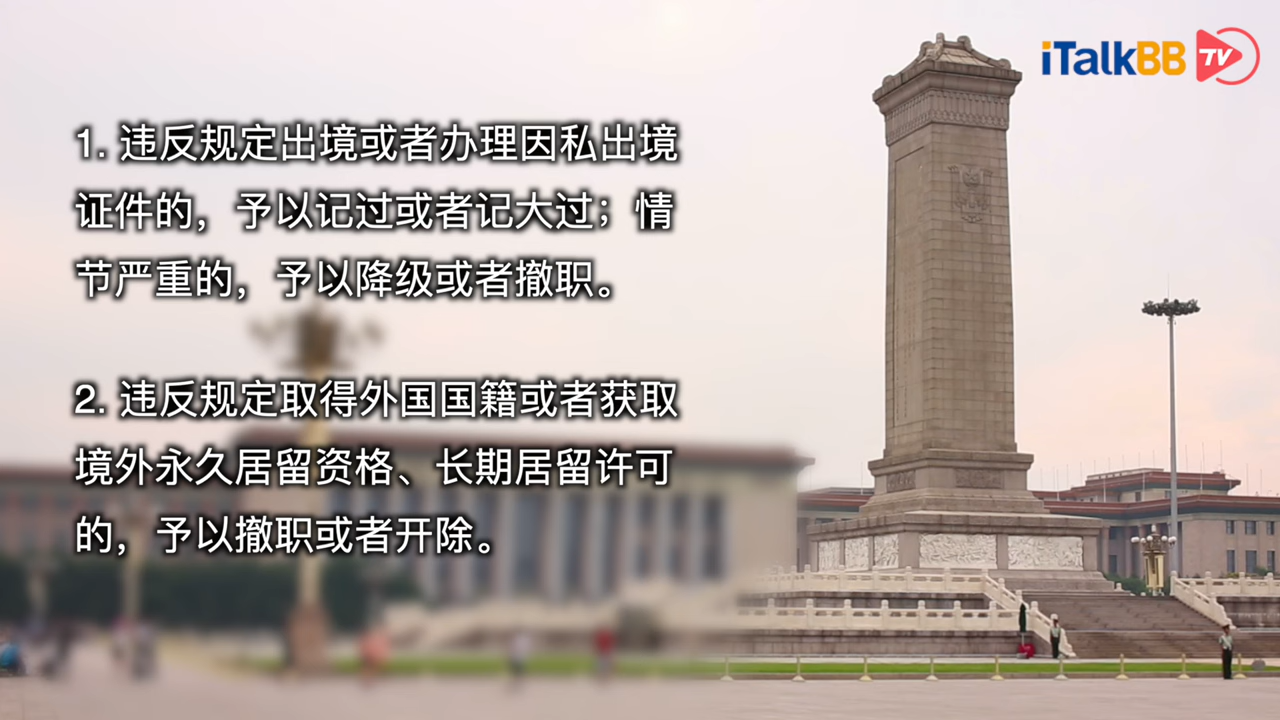 iTalkBB TV
1. 违反规定出境或者办理因私出境
证件的，予以记过或者记大过；情
节严重的，予以降级或者撤职。
2. 违反规定取得外国国籍或者获取
境外永久居留资格、长期居留许可
的，予以撤职或者开除。